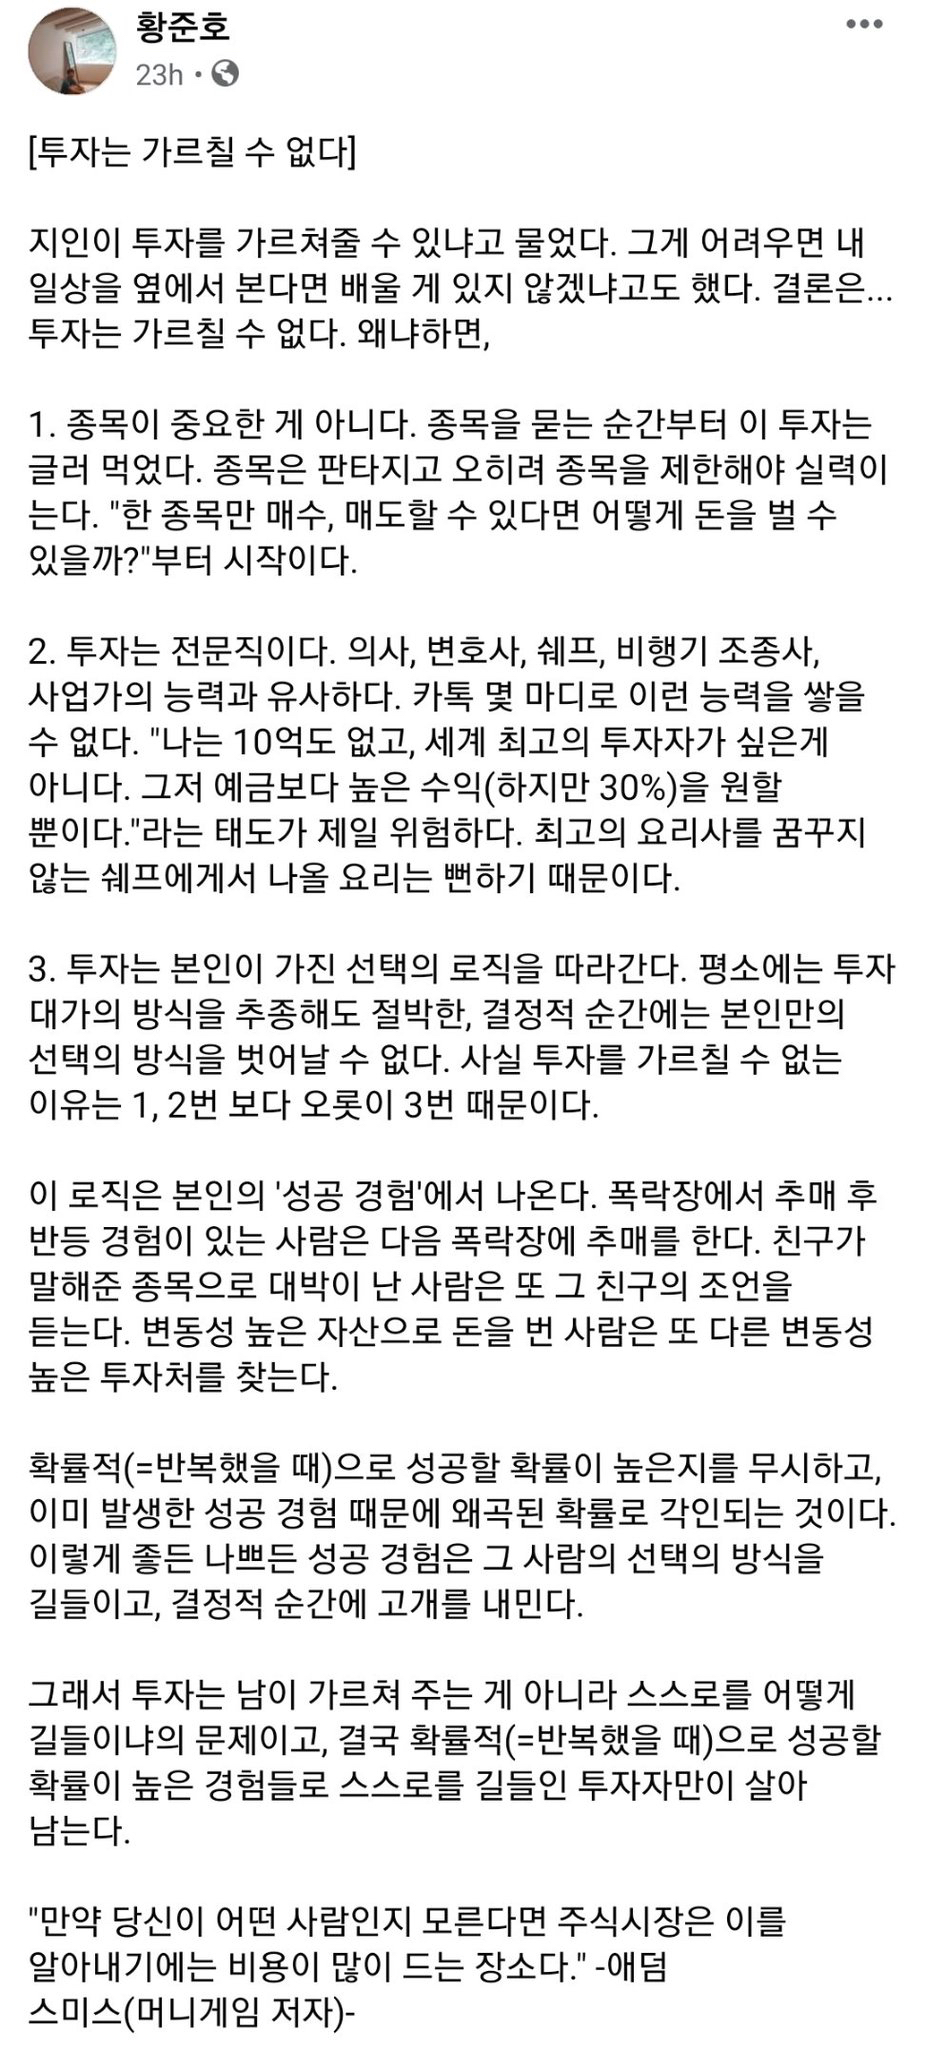 황준호
23h
[투자는 가르칠 수 없다]
지인이 투자를 가르쳐줄 수 있냐고 물었다. 그게 어려우면 내
일상을 옆에서 본다면 배울 게 있지 않겠냐고도 했다. 결론은...
투자는 가르칠 수 없다. 왜냐하면,
1. 종목이 중요한 게 아니다. 종목을 묻는 순간부터 이 투자는
글러 먹었다. 종목은 판타지고 오히려 종목을 제한해야 실력이
는다. "한 종목만 매수, 매도할 수 있다면 어떻게 돈을 벌 수
있을까?"부터 시작이다.
2. 투자는 전문직이다. 의사, 변호사, 쉐프, 비행기 조종사,
사업가의 능력과 유사하다. 카톡 몇 마디로 이런 능력을 쌓을
수 없다. "나는 10억도 없고, 세계 최고의 투자자가 싶은게
아니다. 그저 예금보다 높은 수익(하지만 30%)을 원할
뿐이다."라는 태도가 제일 위험하다. 최고의 요리사를 꿈꾸지
않는 쉐프에게서 나올 요리는 뻔하기 때문이다.
3. 투자는 본인이 가진 선택의 로직을 따라간다. 평소에는 투자
대가의 방식을 추종해도 절박한, 결정적 순간에는 본인만의
선택의 방식을 벗어날 수 없다. 사실 투자를 가르칠 수 없는
이유는 1, 2번 보다 오롯이 3번 때문이다.
이 로직은 본인의 '성공 경험'에서 나온다. 폭락장에서 추매 후
반등 경험이 있는 사람은 다음 폭락장에 추매를 한다. 친구가
말해준 종목으로 대박이 난 사람은 또 그 친구의 조언을
듣는다. 변동성 높은 자산으로 돈을 번 사람은 또 다른 변동성
높은 투자처를 찾는다.
확률적(=반복했을 때)으로 성공할 확률이 높은지를 무시하고,
이미 발생한 성공 경험 때문에 왜곡된 확률로 각인되는 것이다.
이렇게 좋든 나쁘든 성공 경험은 그 사람의 선택의 방식을
길들이고, 결정적 순간에 고개를 내민다.
그래서 투자는 남이 가르쳐 주는 게 아니라 스스로를 어떻게
길들이냐의 문제이고, 결국 확률적(=반복했을 때)으로 성공할
확률이 높은 경험들로 스스로를 길들인 투자자만이 살아
남는다.
"만약 당신이 어떤 사람인지 모른다면 주식시장은 이를
알아내기에는 비용이 많이 드는 장소다." -애덤
스미스(머니게임 저자)-